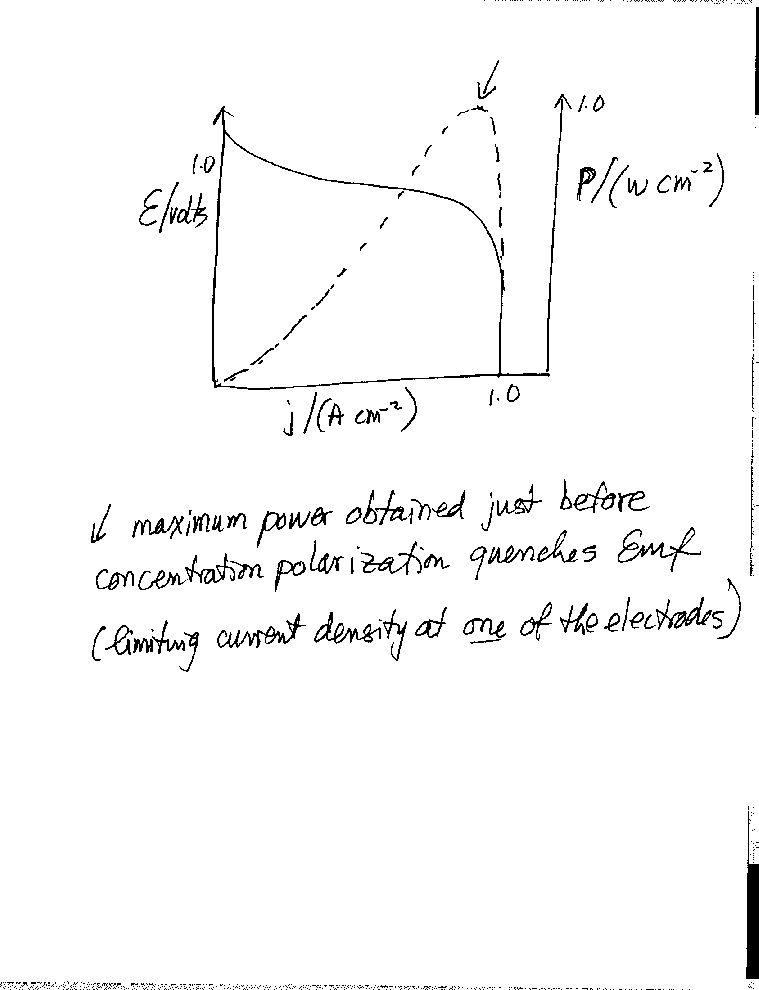 1.0
1.0
ℰ/volts
P/(W cm⁻²)
j/(A cm⁻²)
1.0
↙ maximum power obtained just before
concentration polarization quenches Emf
(limiting current density at one of the electrodes)